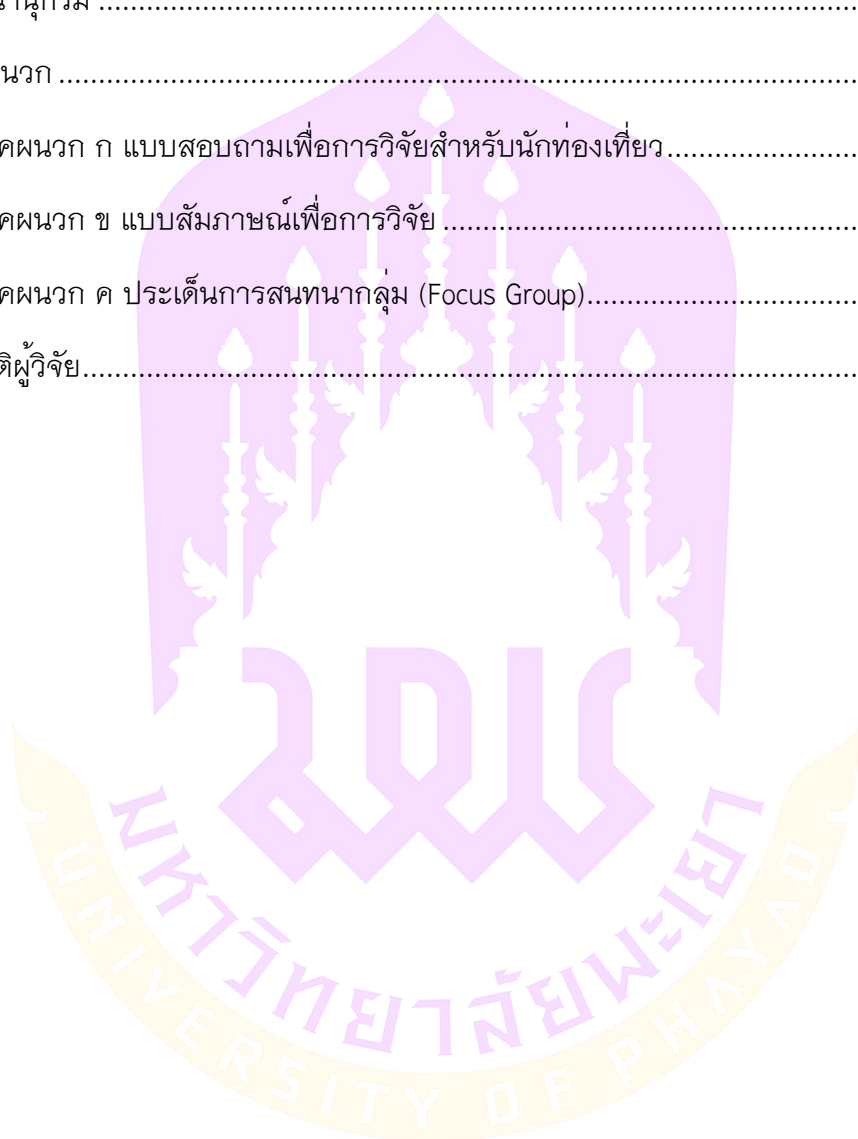 นานุกรม ........................................................................................................
นวก ........................................................................................................
คผนวก ก แบบสอบถามเพื่อการวิจัยสำหรับนักท่องเที่ยว................................
คผนวก ข แบบสัมภาษณ์เพื่อการวิจัย ......................................................
คผนวก ค ประเด็นการสนทนากลุ่ม (Focus Group)....................................
ติผู้วิจัย........................................................................................................
มหาวิทยาลัยพะเยา
UNIVERSITY OF PHAYAO